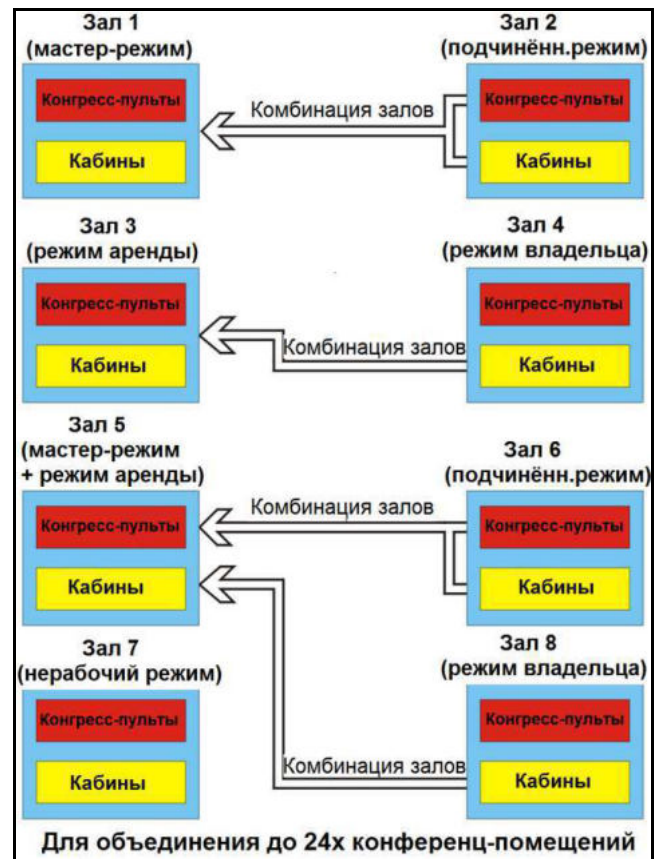 Зал 1
(мастер-режим)
Зал 2
(подчинённ.режим)
Конгресс-пульты
Кабины
Комбинация залов
Конгресс-пульты
Кабины
Зал 3
(режим аренды)
Зал 4
(режим владельца)
Конгресс-пульты
Кабины
Комбинация залов
Конгресс-пульты
Кабины
Зал 5
(мастер-режим
+ режим аренды)
Зал 6
(подчинённ.режим)
Конгресс-пульты
Кабины
Комбинация залов
Конгресс-пульты
Кабины
Зал 7
(нерабочий режим)
Зал 8
(режим владельца)
Конгресс-пульты
Кабины
Комбинация залов
Конгресс-пульты
Кабины
Для объединения до 24х конференц-помещений